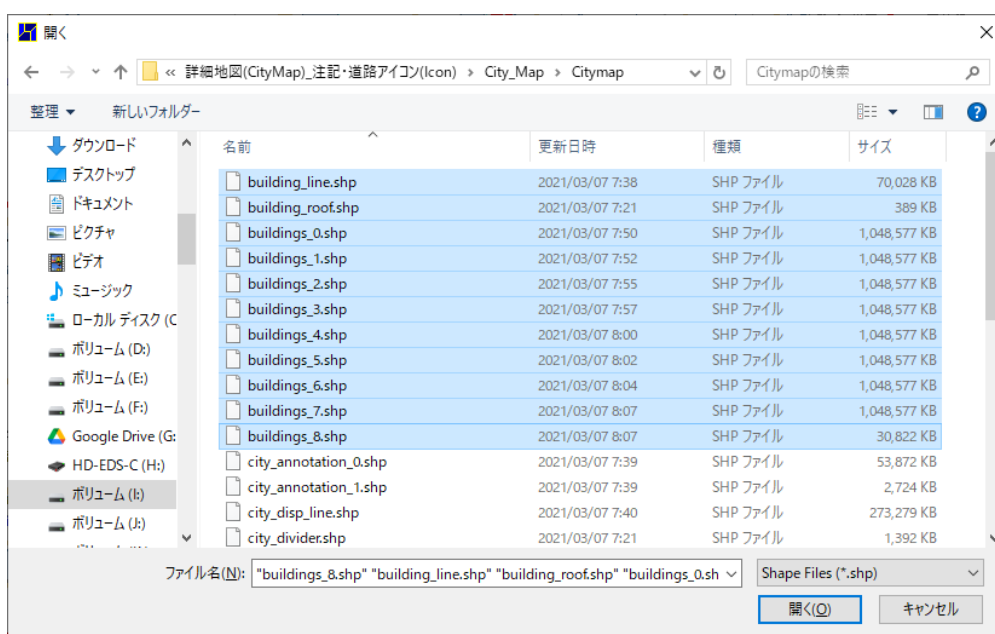 開く
« 詳細地図(CityMap)_注記・道路アイコン(Icon) › City_Map › Citymap
Citymapの検索
整理 新しいフォルダー
ダウンロード
デスクトップ
ドキュメント
ピクチャ
ビデオ
ミュージック
ローカル ディスク (C
ボリューム (D:)
ボリューム (E:)
ボリューム (F:)
Google Drive (G:
HD-EDS-C (H:)
ボリューム (I:)
ボリューム (J:)
名前 更新日時 種類 サイズ
building_line.shp 2021/03/07 7:38 SHP ファイル 70,028 KB
building_roof.shp 2021/03/07 7:21 SHP ファイル 389 KB
buildings_0.shp 2021/03/07 7:50 SHP ファイル 1,048,577 KB
buildings_1.shp 2021/03/07 7:52 SHP ファイル 1,048,577 KB
buildings_2.shp 2021/03/07 7:55 SHP ファイル 1,048,577 KB
buildings_3.shp 2021/03/07 7:57 SHP ファイル 1,048,577 KB
buildings_4.shp 2021/03/07 8:00 SHP ファイル 1,048,577 KB
buildings_5.shp 2021/03/07 8:02 SHP ファイル 1,048,577 KB
buildings_6.shp 2021/03/07 8:04 SHP ファイル 1,048,577 KB
buildings_7.shp 2021/03/07 8:07 SHP ファイル 1,048,577 KB
buildings_8.shp 2021/03/07 8:07 SHP ファイル 30,822 KB
city_annotation_0.shp 2021/03/07 7:39 SHP ファイル 53,872 KB
city_annotation_1.shp 2021/03/07 7:39 SHP ファイル 2,724 KB
city_disp_line.shp 2021/03/07 7:40 SHP ファイル 273,279 KB
city_divider.shp 2021/03/07 7:21 SHP ファイル 1,392 KB
ファイル名(N): "buildings_8.shp" "building_line.shp" "building_roof.shp" "buildings_0.sh
Shape Files (*.shp)
開く(O) キャンセル